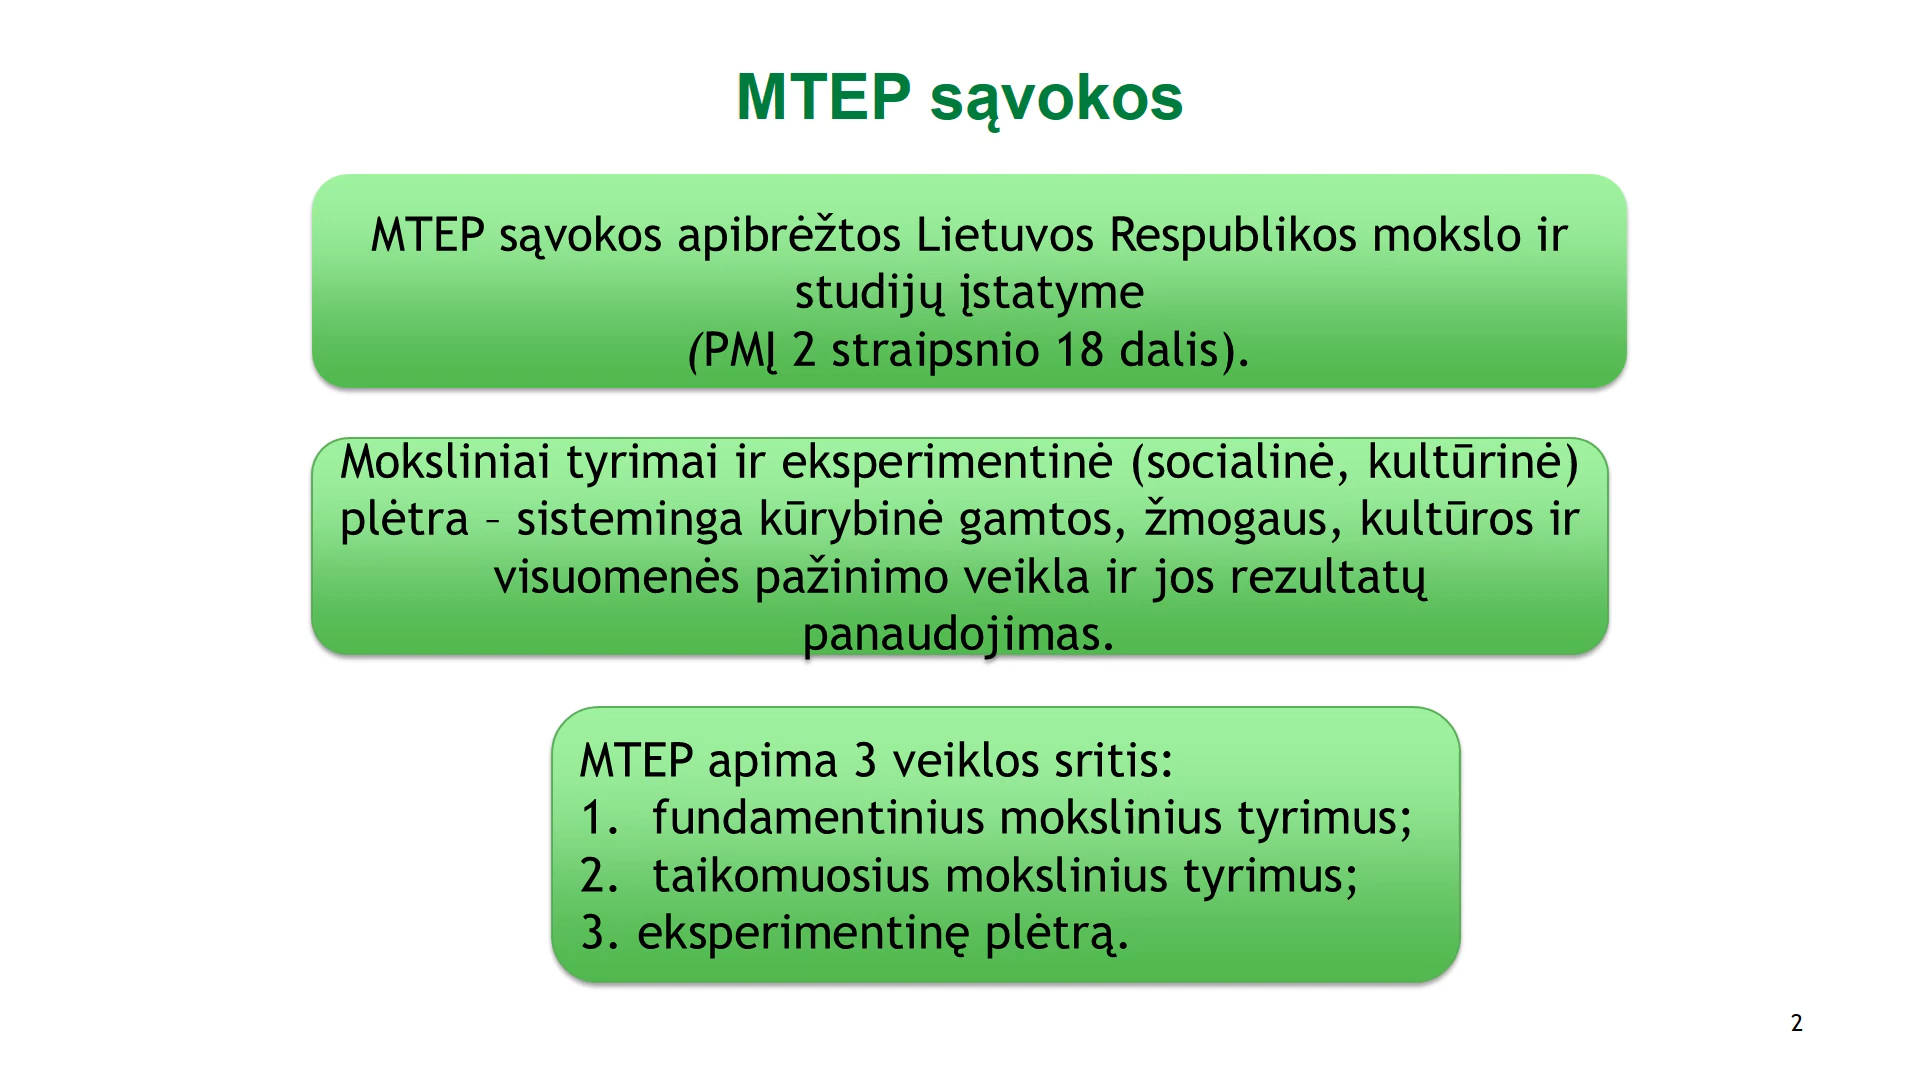 MTEP sąvokos
MTEP sąvokos apibrėžtos Lietuvos Respublikos mokslo ir
studijų įstatyme
(PMĮ 2 straipsnio 18 dalis).
Moksliniai tyrimai ir eksperimentinė (socialinė, kultūrinė)
plėtra – sisteminga kūrybinė gamtos, žmogaus, kultūros ir
visuomenės pažinimo veikla ir jos rezultatų
panaudojimas.
MTEP apima 3 veiklos sritis:
1. fundamentinius mokslinius tyrimus;
2. taikomuosius mokslinius tyrimus;
3. eksperimentinę plėtrą.
2